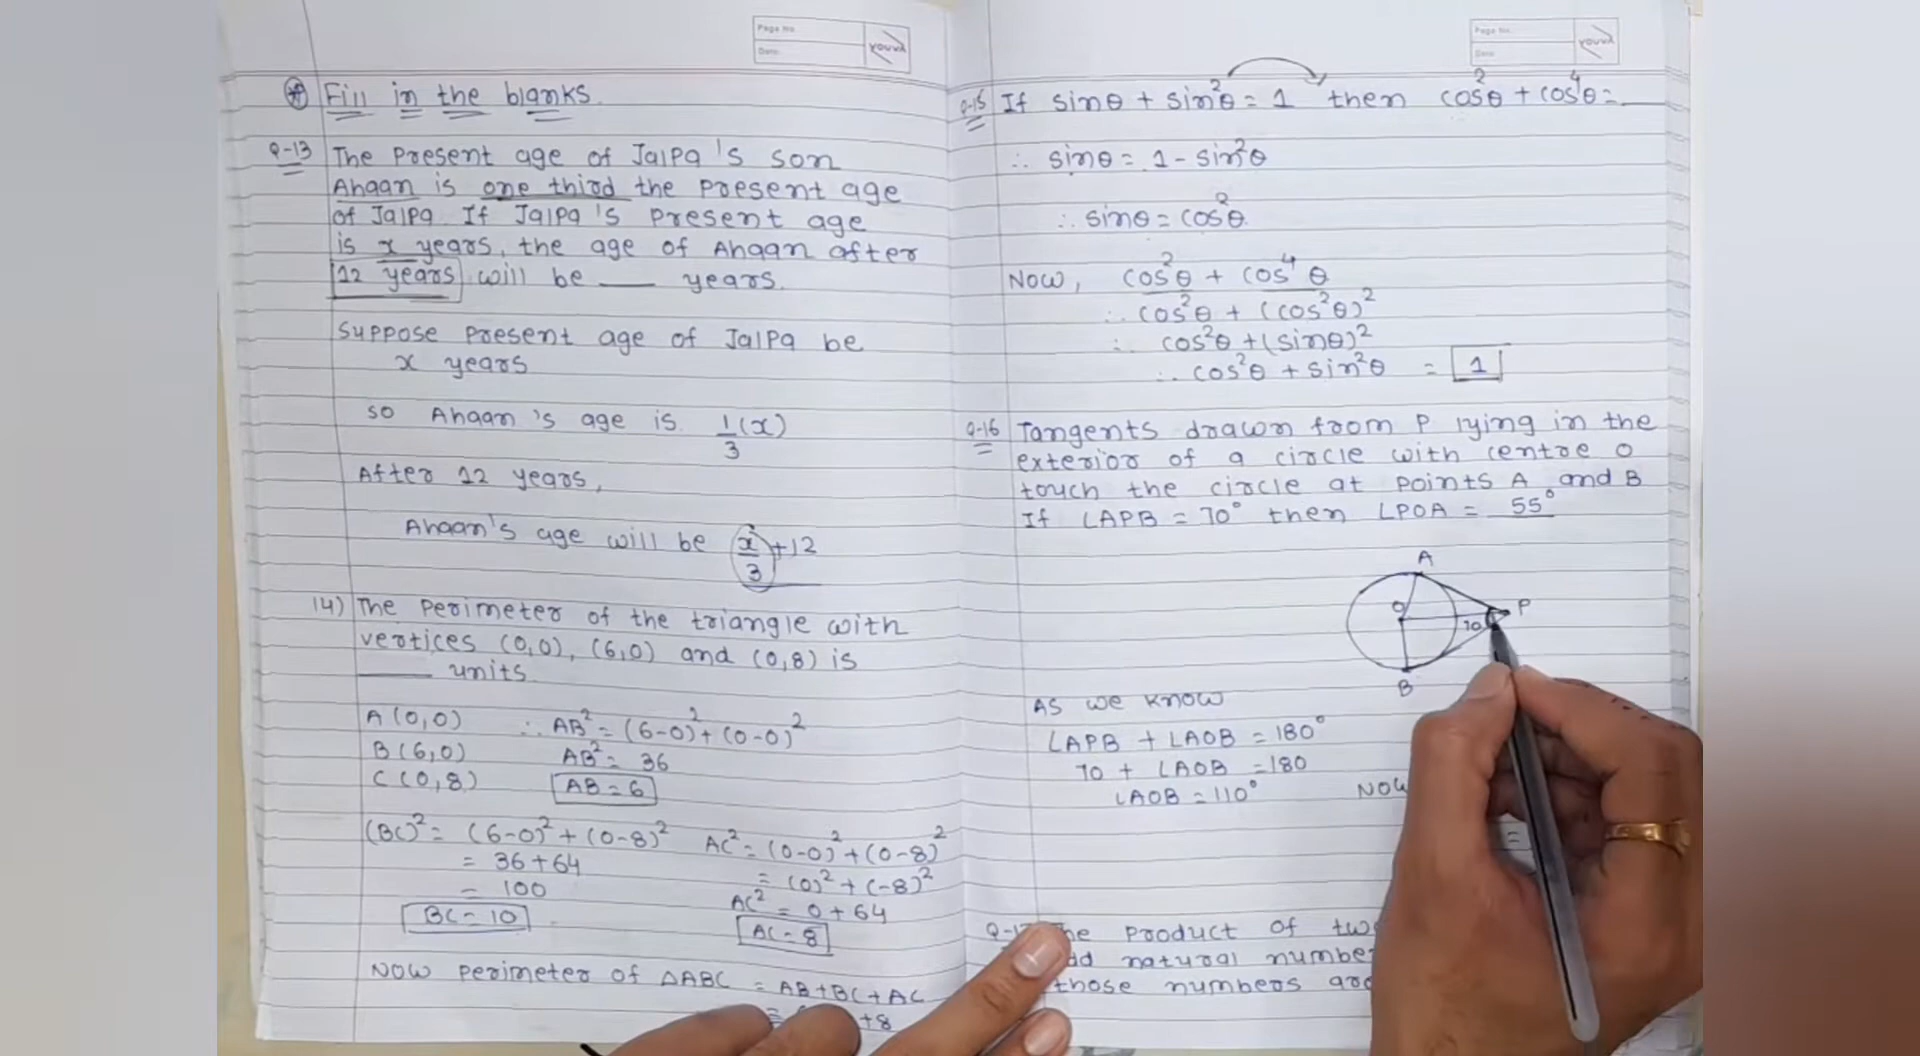 Page No.
Date:
youva
Fill in the blanks.
Q-13 The Present age of Jalpa's son
Ahaan is one third the present age
of Jalpa. If Jalpa's present age
is x years, the age of Ahaan after
12 years will be ___ years.
Suppose present age of Jalpa be
x years
so Ahaan's age is 1/3 (x)
After 12 years,
Ahaan's age will be x/3 + 12
14) The perimeter of the triangle with
vertices (0,0), (6,0) and (0,8) is
___ units.
A (0,0) ∴ AB² = (6-0)² + (0-0)²
B (6,0) AB² = 36
C (0,8) AB = 6
(BC)² = (6-0)² + (0-8)² AC² = (0-0)² + (0-8)²
= 36+64 = (0)² + (-8)²
= 100 AC² = 0+64
BC = 10 AC = 8
Now perimeter of ΔABC = AB+BC+AC
+8
Page No.
Date:
youva
Q-15 If sinθ + sin²θ = 1 then cos²θ + cos⁴θ = ___
∴ sinθ = 1 - sin²θ
∴ sinθ = cos²θ
Now, cos²θ + cos⁴θ
∴ cos²θ + (cos²θ)²
∴ cos²θ + (sinθ)²
∴ cos²θ + sin²θ = 1
Q-16 Tangents drawn from P lying in the
exterior of a circle with centre O
touch the circle at points A and B
If ∠APB = 70° then ∠POA = 55°
A
O
P
70
B
As we know
∠APB + ∠AOB = 180°
70 + ∠AOB = 180
∠AOB = 110°
=
product of
natural
those numbers are